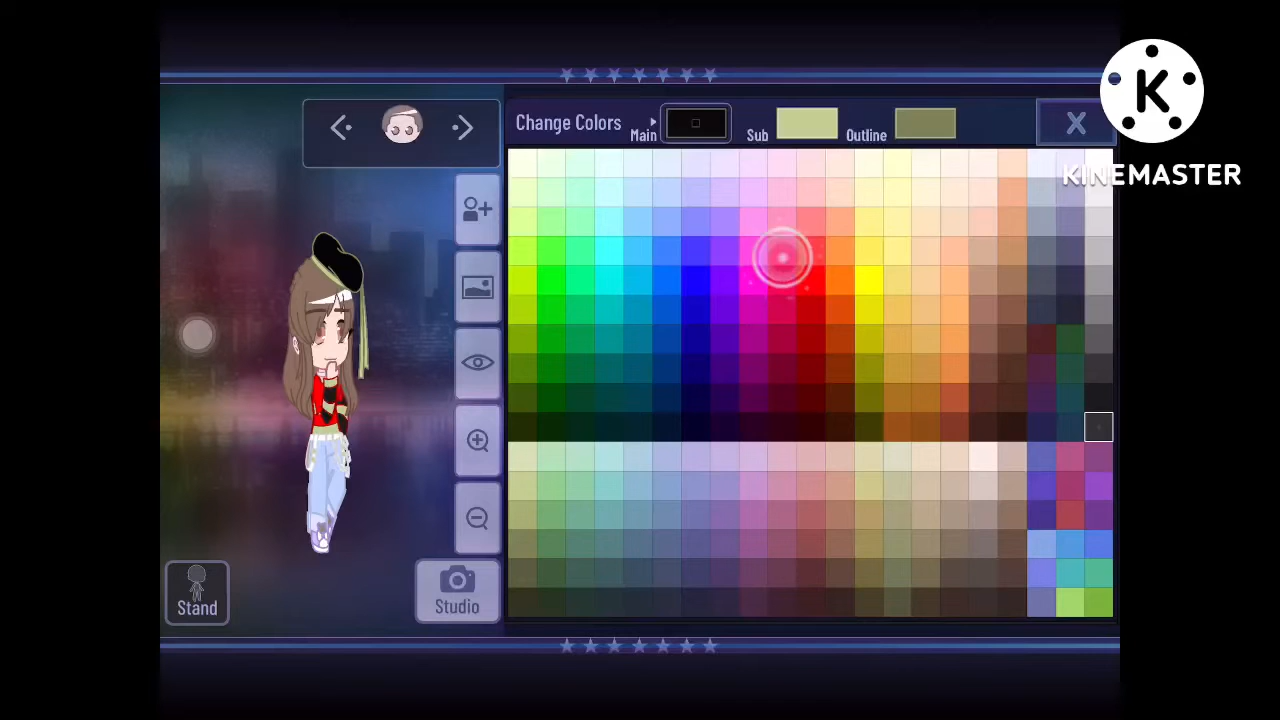 Change Colors
Main
Sub
Outline
X
K
KINEMASTER
Stand
Studio